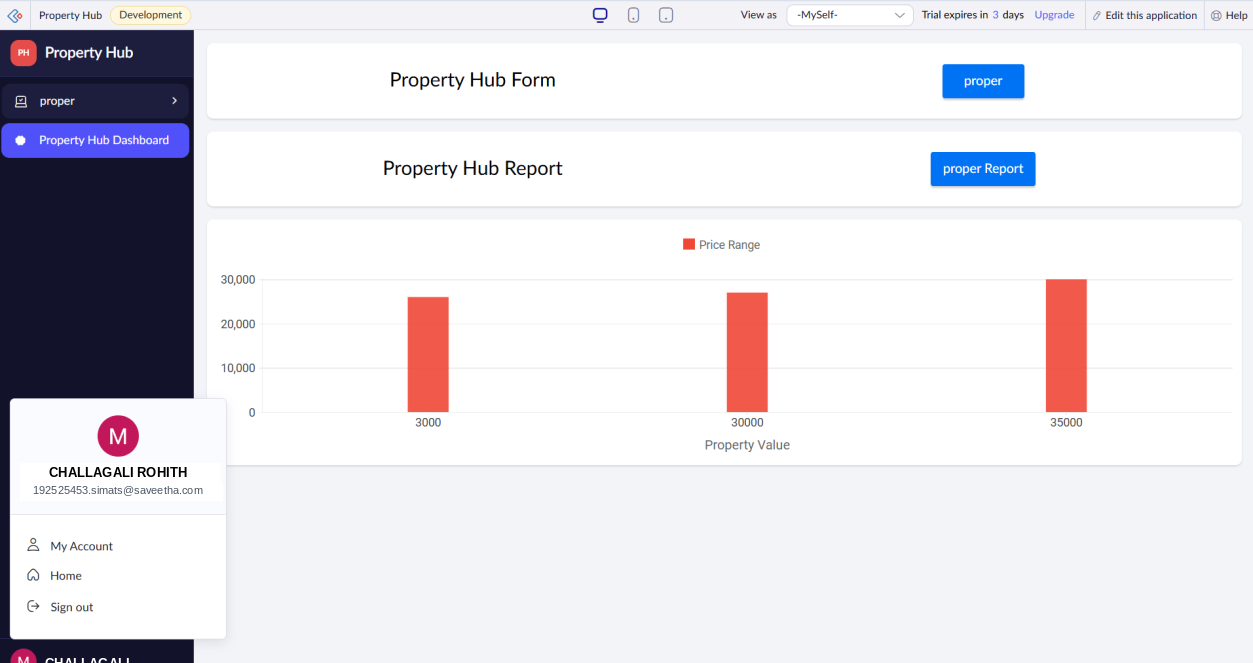 Property Hub Development View as -MySelf- Trial expires in 3 days Upgrade Edit this application Help
PH Property Hub
proper
Property Hub Dashboard
Property Hub Form proper
Property Hub Report proper Report
Price Range
30,000
20,000
10,000
0
3000 30000 35000
Property Value
M
CHALLAGALI ROHITH
192525453.simats@saveetha.com
My Account
Home
Sign out
M CHALLAGALI